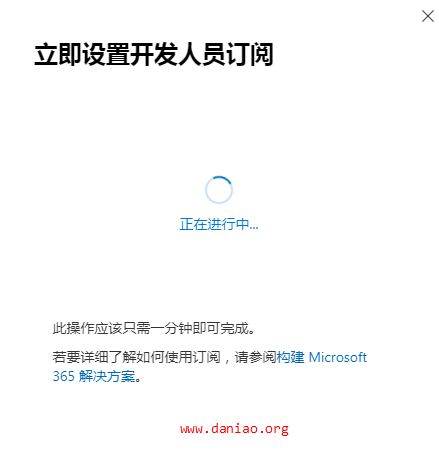 立即设置开发人员订阅
正在进行中...
此操作应该只需一分钟即可完成。
若要详细了解如何使用订阅，请参阅构建 Microsoft
365 解决方案。
www.daniao.org